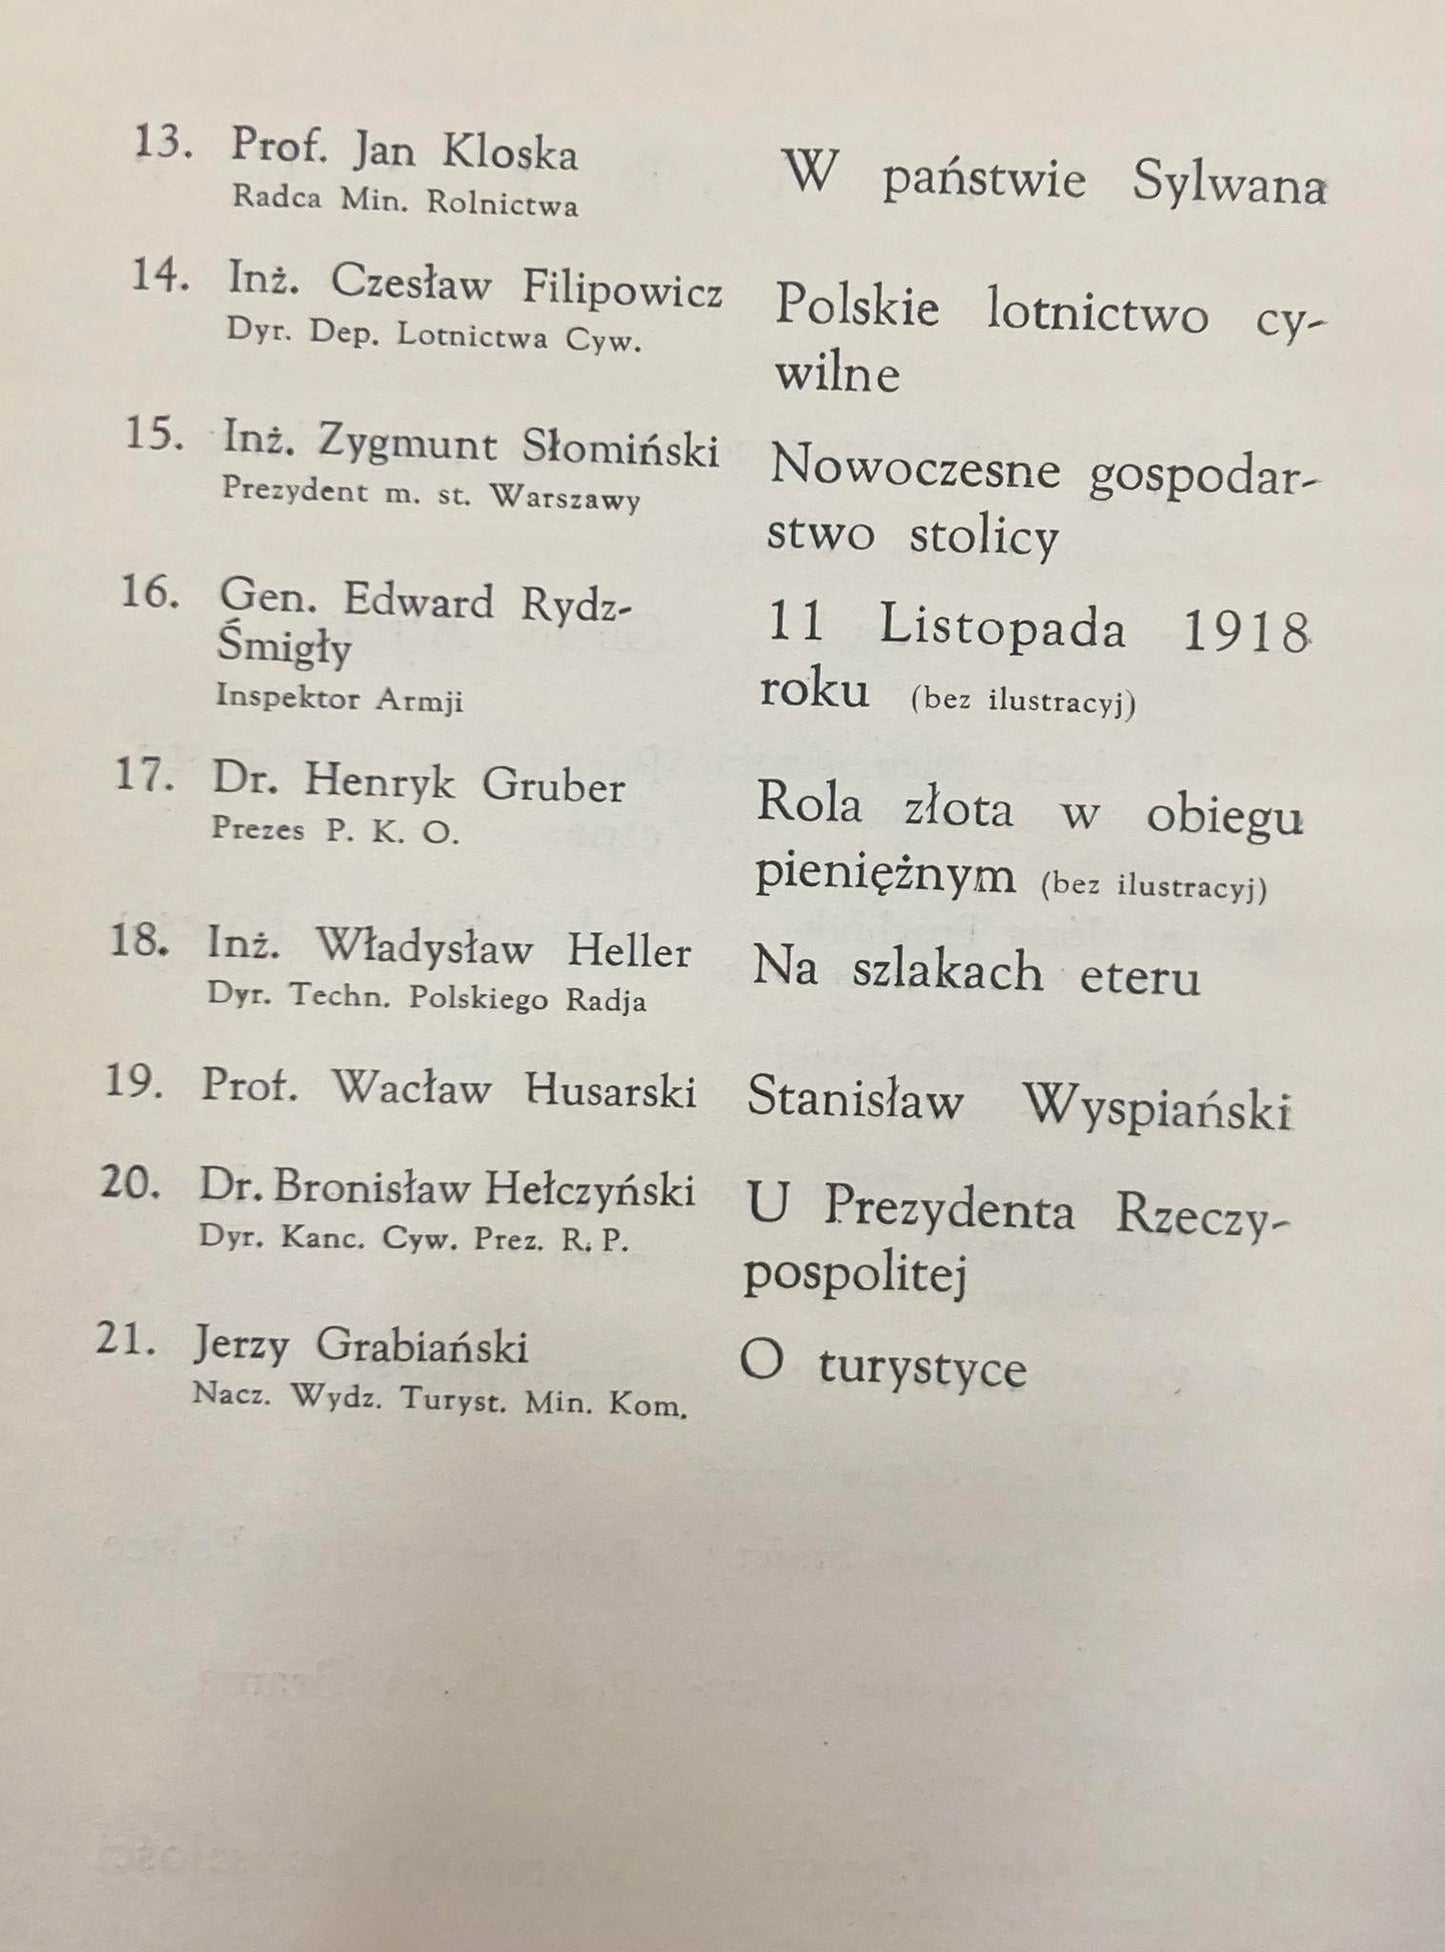 13. Prof. Jan Kloska
Radca Min. Rolnictwa
W państwie Sylwana
14. Inż. Czesław Filipowicz
Dyr. Dep. Lotnictwa Cyw.
Polskie lotnictwo cy-
wilne
15. Inż. Zygmunt Słomiński
Prezydent m. st. Warszawy
Nowoczesne gospodar-
stwo stolicy
16. Gen. Edward Rydz-
Śmigły
Inspektor Armji
11 Listopada 1918
roku (bez ilustracyj)
17. Dr. Henryk Gruber
Prezes P. K. O.
Rola złota w obiegu
pieniężnym (bez ilustracyj)
18. Inż. Władysław Heller
Dyr. Techn. Polskiego Radja
Na szlakach eteru
19. Prof. Wacław Husarski
Stanisław Wyspiański
20. Dr. Bronisław Hełczyński
Dyr. Kanc. Cyw. Prez. R. P.
U Prezydenta Rzeczy-
pospolitej
21. Jerzy Grabiański
Nacz. Wydz. Turyst. Min. Kom.
O turystyce